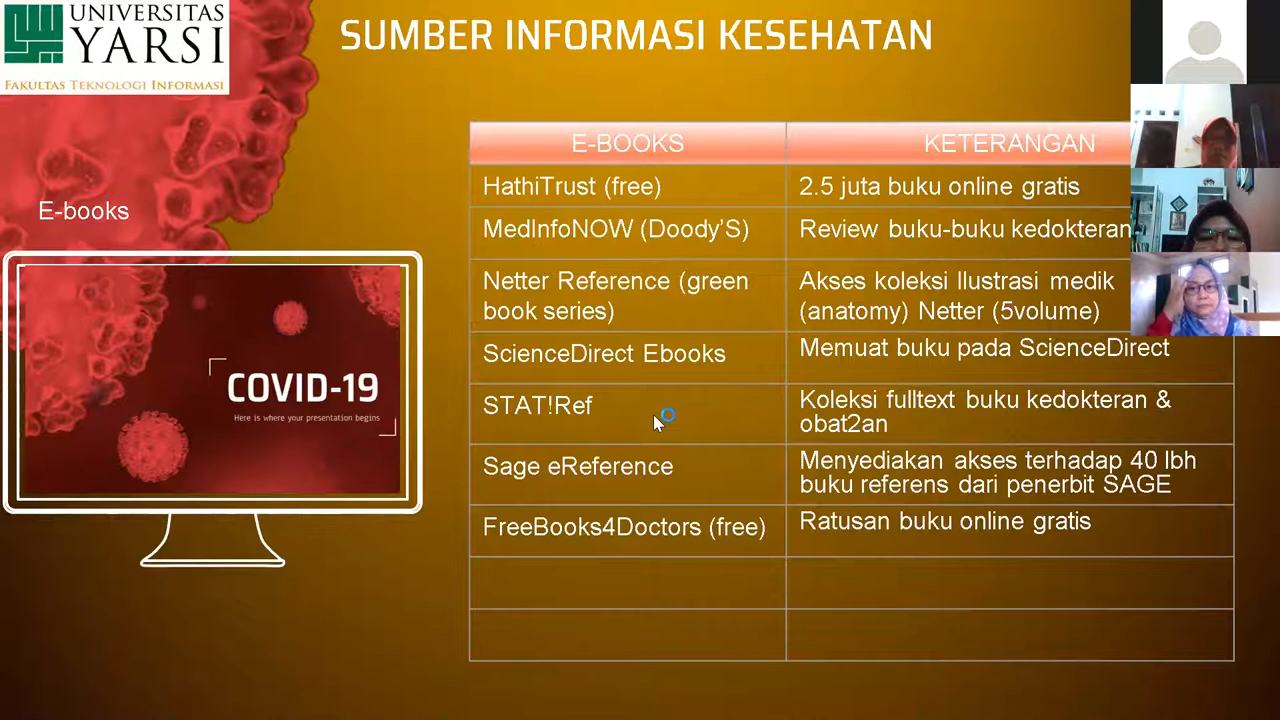 UNIVERSITAS
YARSI
FAKULTAS TEKNOLOGI INFORMASI
SUMBER INFORMASI KESEHATAN
E-books
COVID-19
Here is where your presentation begins
E-BOOKS KETERANGAN
HathiTrust (free) 2.5 juta buku online gratis
MedInfoNOW (Doody'S) Review buku-buku kedokteran
Netter Reference (green Akses koleksi Ilustrasi medik
book series) (anatomy) Netter (5volume)
ScienceDirect Ebooks Memuat buku pada ScienceDirect
STAT!Ref Koleksi fulltext buku kedokteran &
obat2an
Sage eReference Menyediakan akses terhadap 40 lbh
buku referens dari penerbit SAGE
FreeBooks4Doctors (free) Ratusan buku online gratis